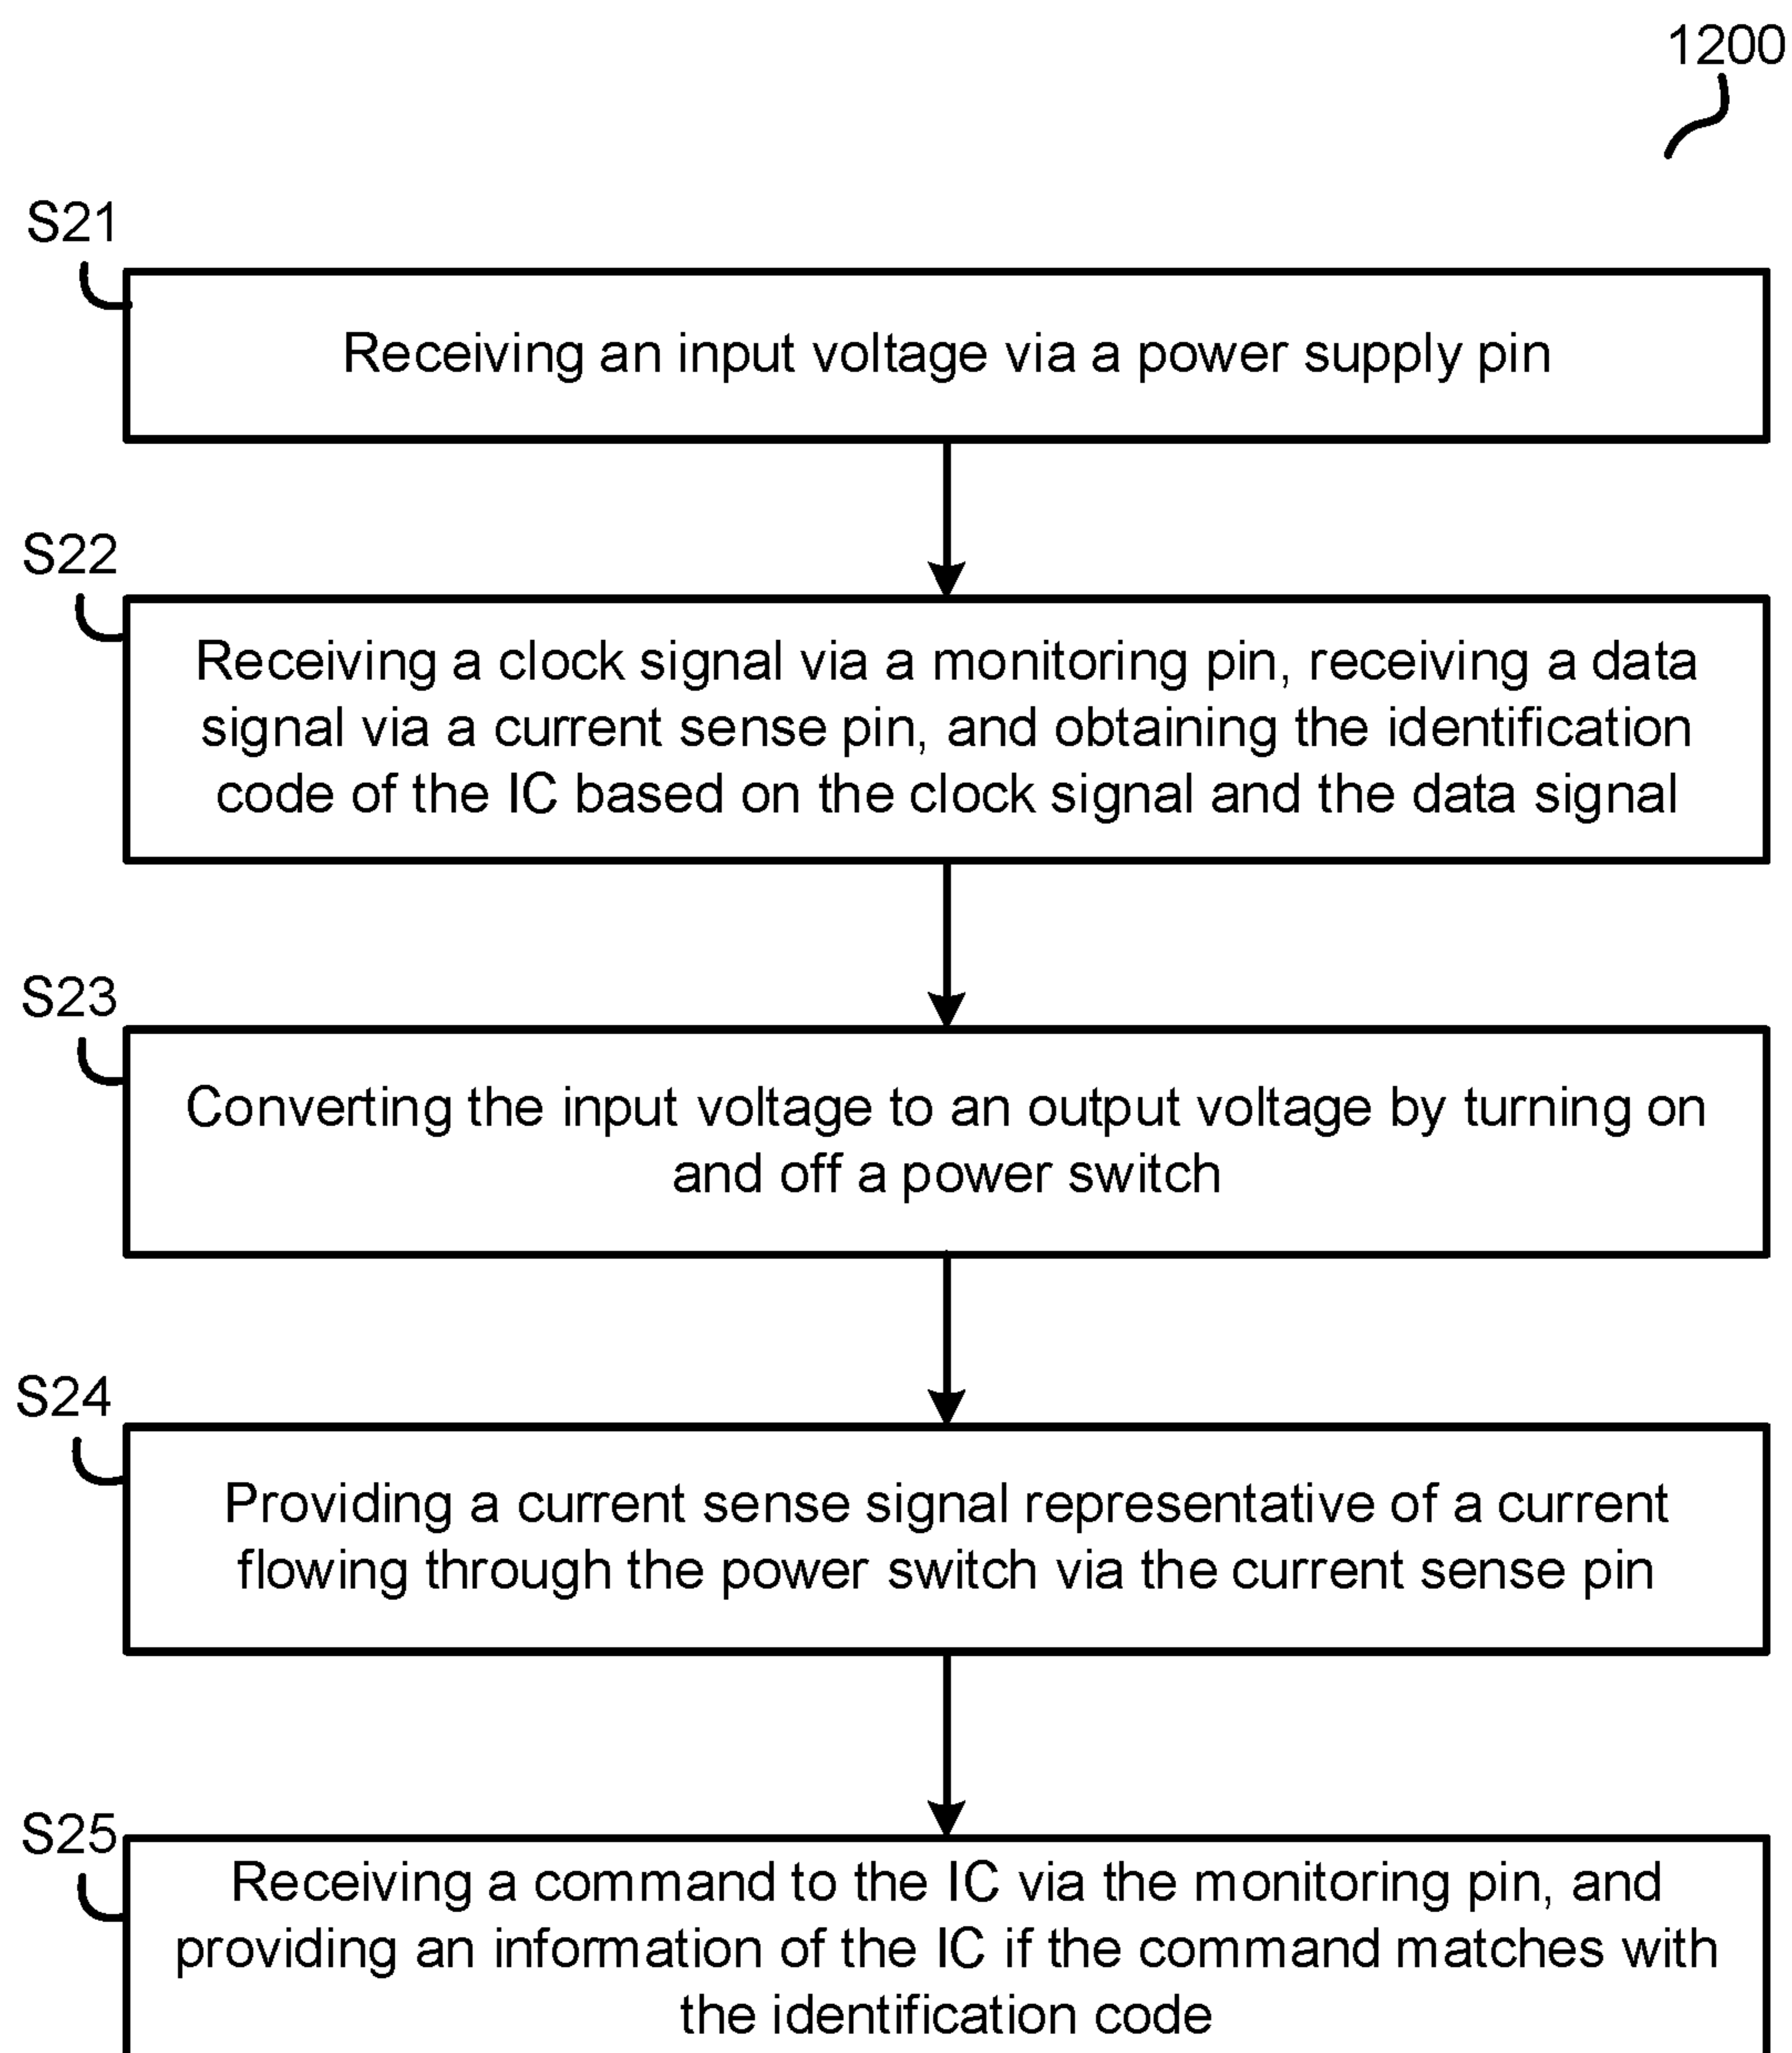 1200
S21
Receiving an input voltage via a power supply pin
S22
Receiving a clock signal via a monitoring pin, receiving a data
signal via a current sense pin, and obtaining the identification
code of the IC based on the clock signal and the data signal
S23
Converting the input voltage to an output voltage by turning on
and off a power switch
S24
Providing a current sense signal representative of a current
flowing through the power switch via the current sense pin
S25
Receiving a command to the IC via the monitoring pin, and
providing an information of the IC if the command matches with
the identification code